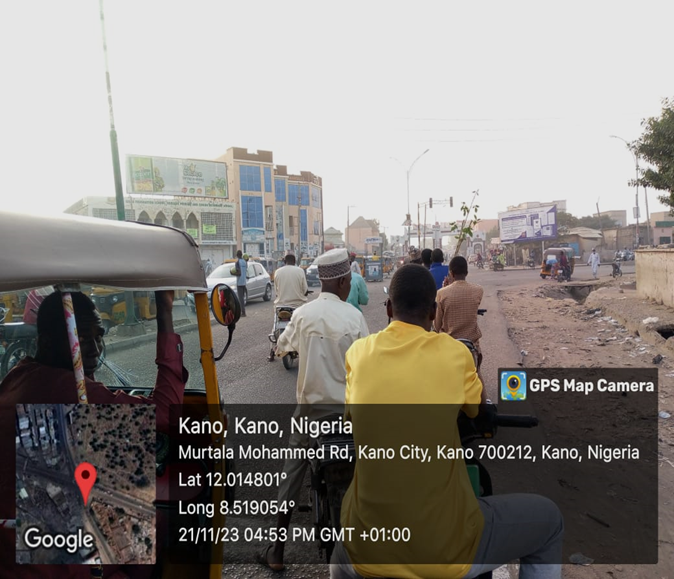 GPS Map Camera
Kano, Kano, Nigeria
Murtala Mohammed Rd, Kano City, Kano 700212, Kano, Nigeria
Lat 12.014801°
Long 8.519054°
21/11/23 04:53 PM GMT +01:00
Google